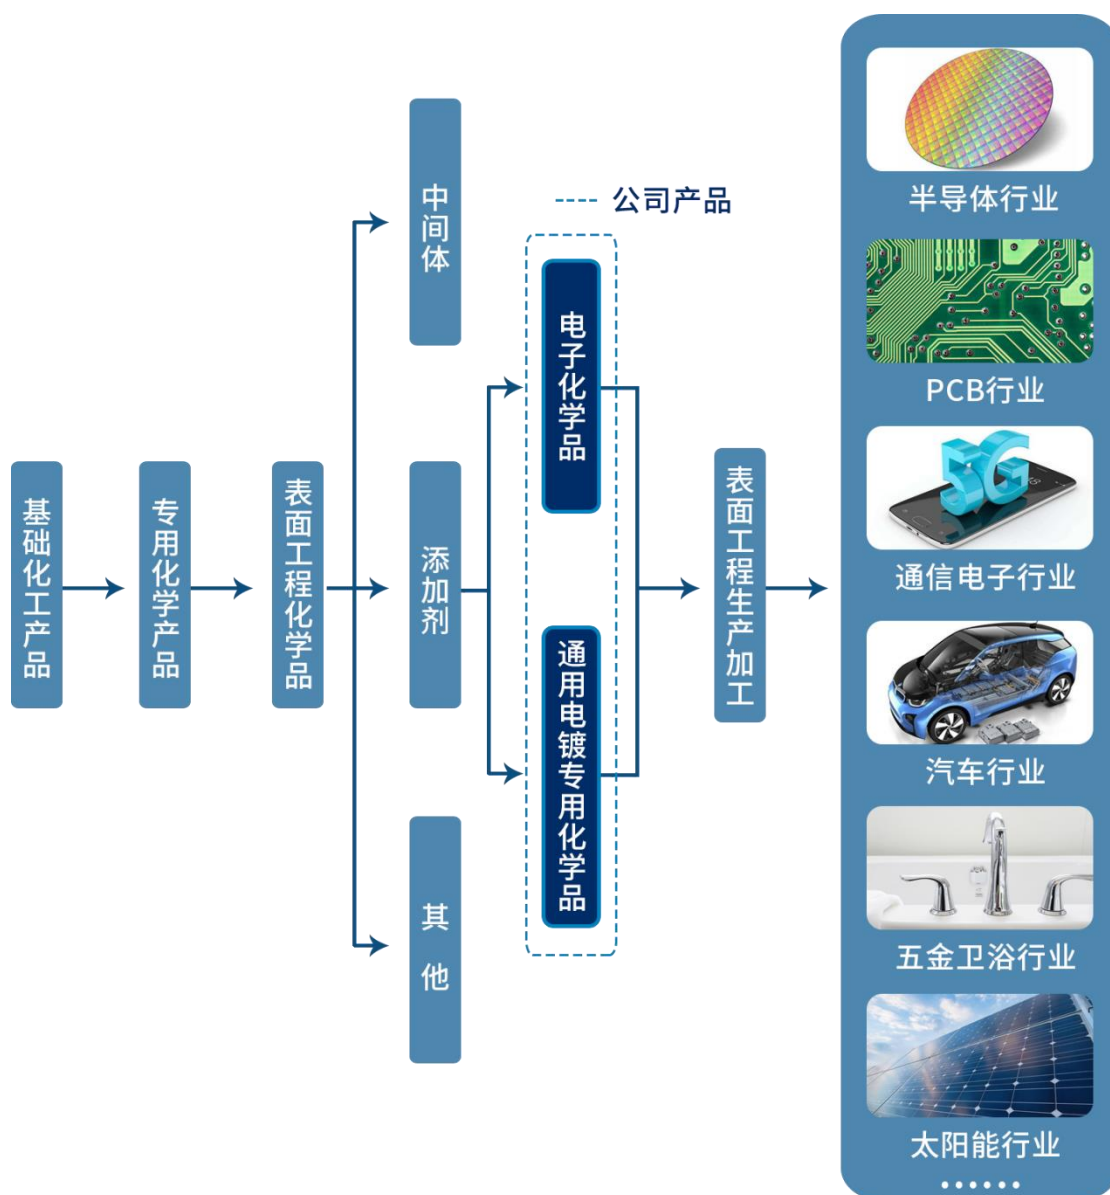 基础化工产品
专用化学产品
表面工程化学品
中间体
添加剂
其他
公司产品
电子化学品
通用电镀专用化学品
表面工程生产加工
半导体行业
PCB行业
5G
通信电子行业
汽车行业
五金卫浴行业
太阳能行业
······